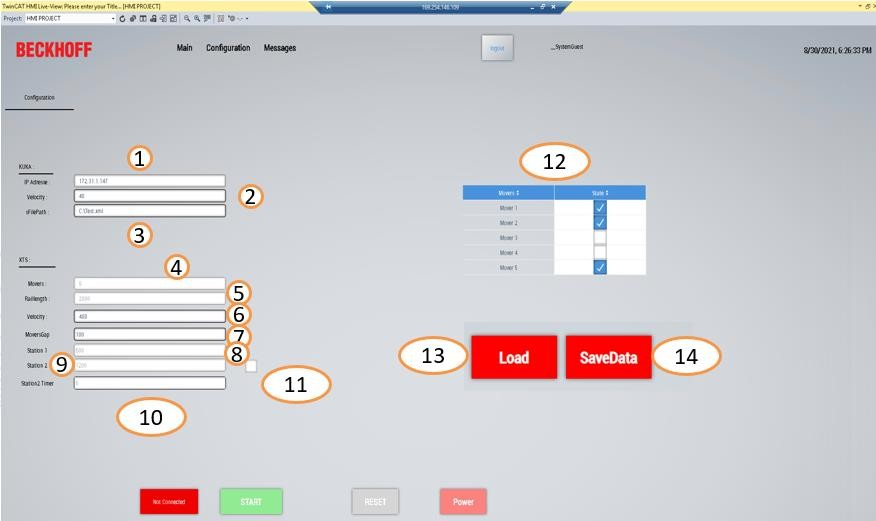 TwinCAT HMI Live-View: Please enter your Title... [HMI PROJECT]
169.254.146.109
Project: HMI PROJECT
BECKHOFF
Main Configuration Messages
logout
__SystemGuest
8/30/2021, 6:26:33 PM
Configuration
1
12
KUKA :
IP Adresse : 172.31.1.147
Velocity : 40
2
sFilePath : C:\Test.xml
3
Movers State
Mover 1
Mover 2
Mover 3
Mover 4
Mover 5
XTS :
4
Movers :
Raillength : 2000
5
Velocity : 400
6
MoversGap 100
7
Station 1 500
8
Station 2 1200
9
Station2 Timer
10
11
13
Load
SaveData
14
Not Connected
START
RESET
Power